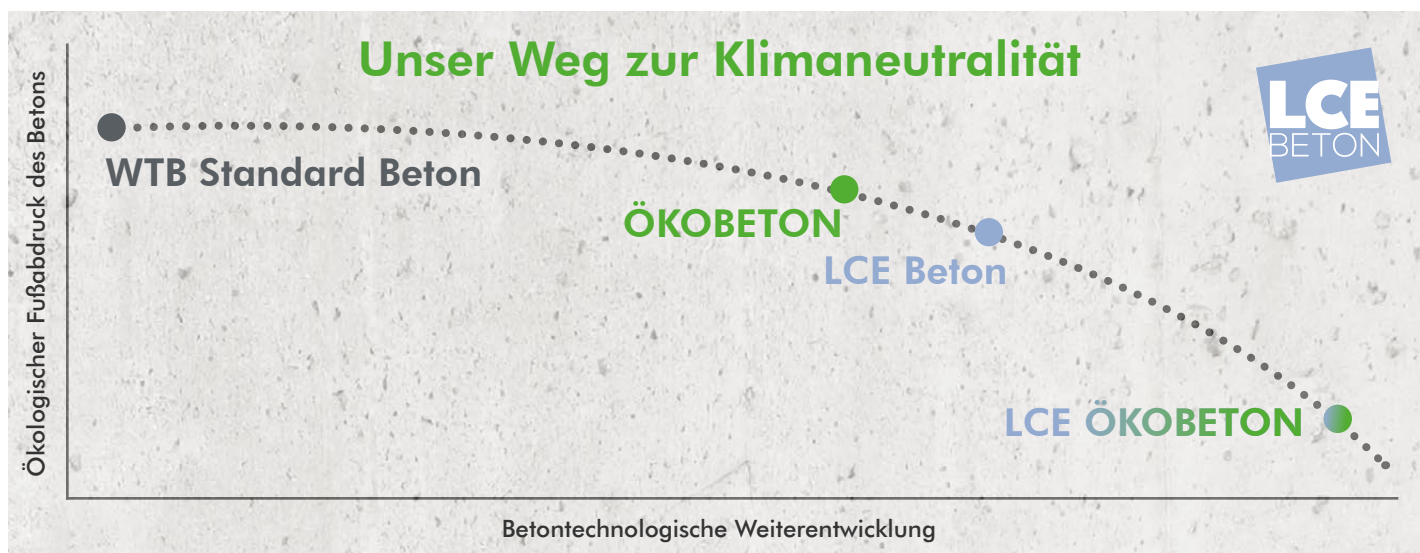 Unser Weg zur Klimaneutralität
LCE
BETON
Ökologischer Fußabdruck des Betons
WTB Standard Beton
ÖKOBETON
LCE Beton
LCE ÖKOBETON
Betontechnologische Weiterentwicklung